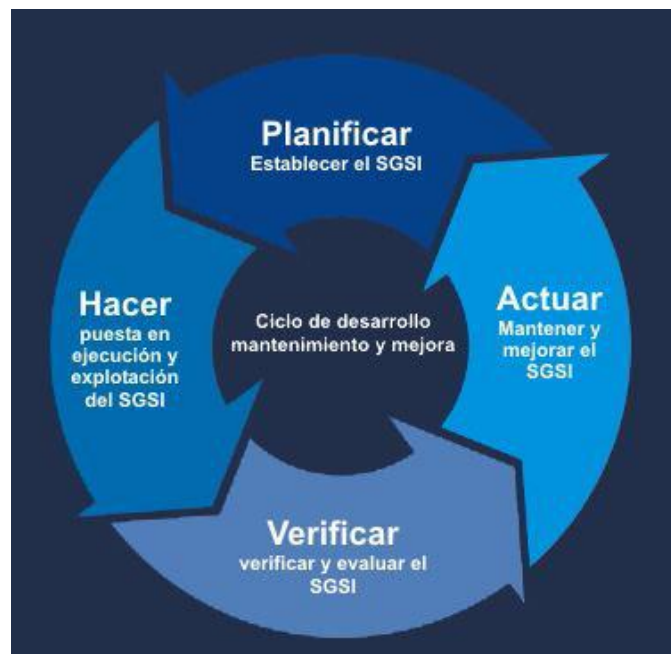 Planificar
Establecer el SGSI
Hacer
puesta en
ejecución y
explotación
del SGSI
Ciclo de desarrollo
mantenimiento y mejora
Actuar
Mantener y
mejorar el
SGSI
Verificar
verificar y evaluar el
SGSI